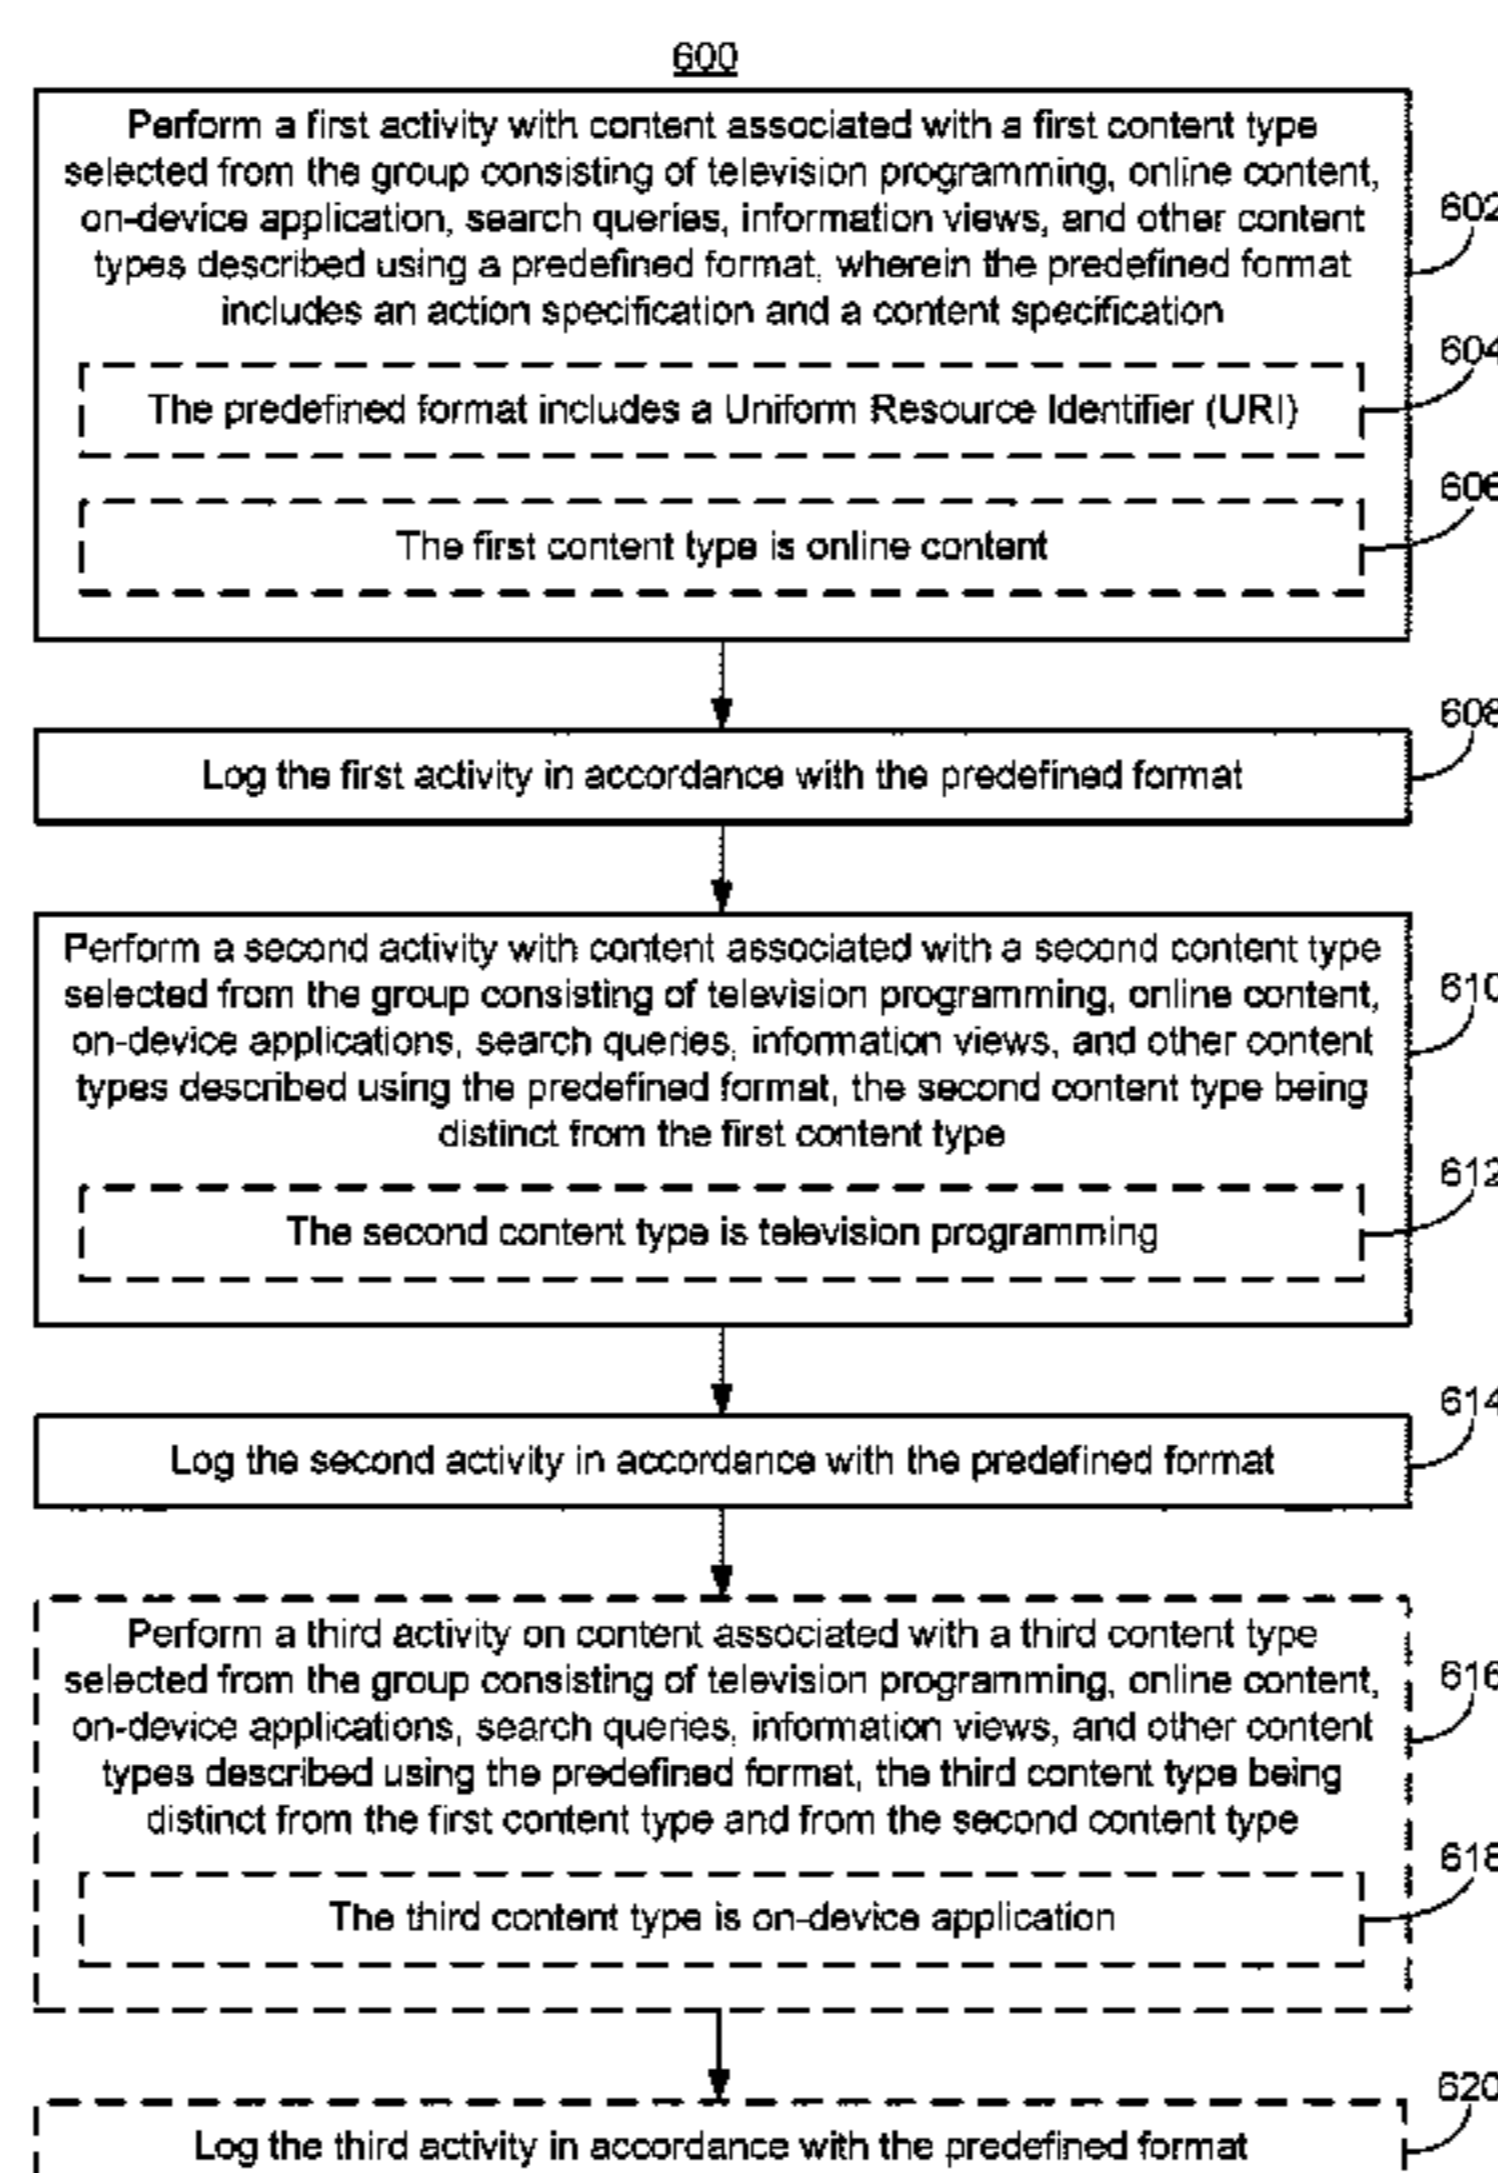 600
Perform a first activity with content associated with a first content type
selected from the group consisting of television programming, online content,
on-device application, search queries, information views, and other content
types described using a predefined format, wherein the predefined format
includes an action specification and a content specification
602
The predefined format includes a Uniform Resource Identifier (URI)
604
The first content type is online content
606
Log the first activity in accordance with the predefined format
608
Perform a second activity with content associated with a second content type
selected from the group consisting of television programming, online content,
on-device applications, search queries, information views, and other content
types described using the predefined format, the second content type being
distinct from the first content type
610
The second content type is television programming
612
Log the second activity in accordance with the predefined format
614
Perform a third activity on content associated with a third content type
selected from the group consisting of television programming, online content,
on-device applications, search queries, information views, and other content
types described using the predefined format, the third content type being
distinct from the first content type and from the second content type
616
The third content type is on-device application
618
Log the third activity in accordance with the predefined format
620